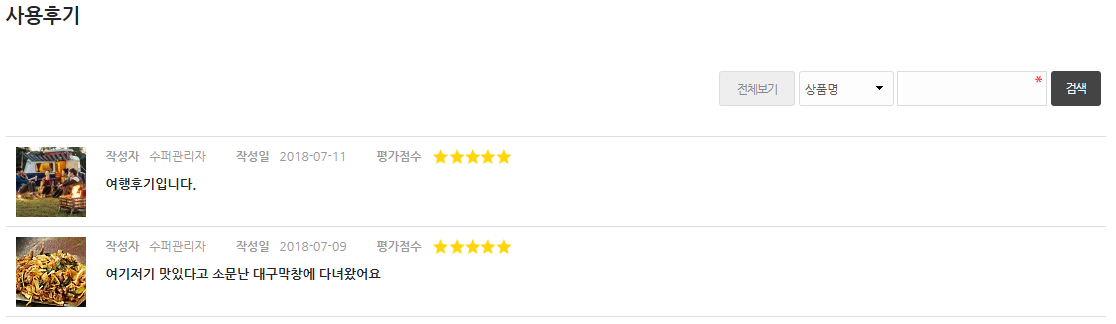 사용후기
전체보기 상품명 * 검색
작성자 수퍼관리자 작성일 2018-07-11 평가점수
여행후기입니다.
작성자 수퍼관리자 작성일 2018-07-09 평가점수
여기저기 맛있다고 소문난 대구막창에 다녀왔어요